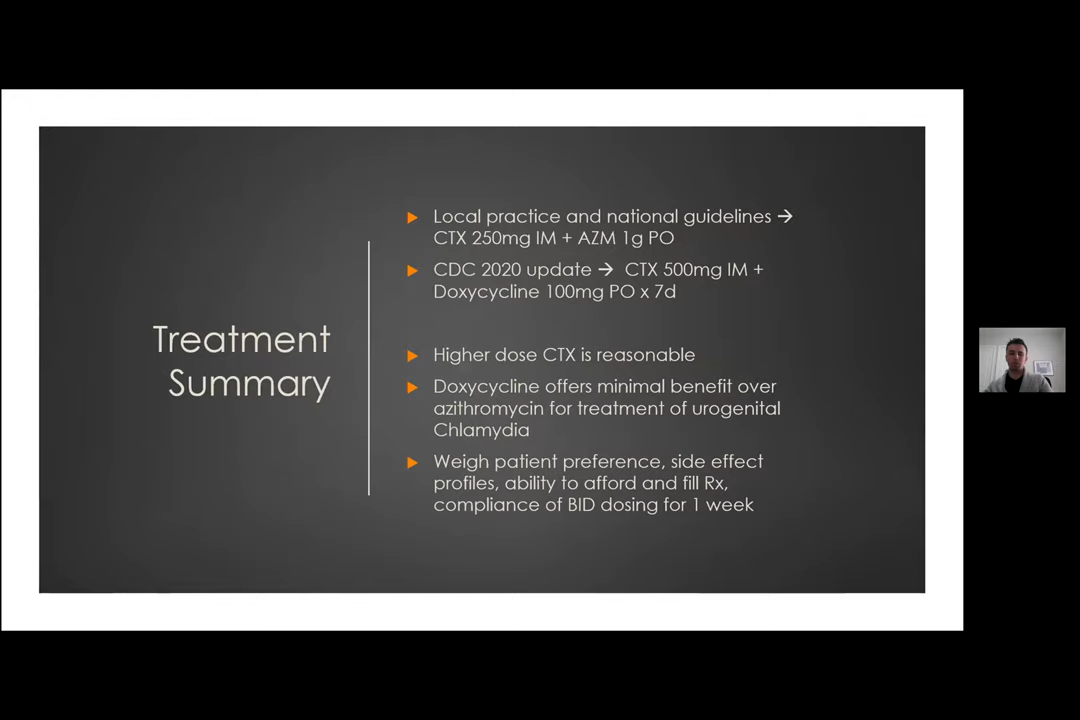 Treatment
Summary
Local practice and national guidelines →
CTX 250mg IM + AZM 1g PO
CDC 2020 update → CTX 500mg IM +
Doxycycline 100mg PO x 7d
Higher dose CTX is reasonable
Doxycycline offers minimal benefit over
azithromycin for treatment of urogenital
Chlamydia
Weigh patient preference, side effect
profiles, ability to afford and fill Rx,
compliance of BID dosing for 1 week